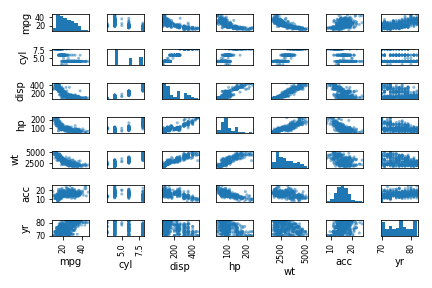 mpg 40 20
cyl 7.5 5.0
disp 400 200
hp 200 100
wt 5000 2500
acc 20 10
yr 80 70
20 40 5.0 7.5 200 400 100 200 2500 5000 10 20 70 80
mpg cyl disp hp wt acc yr